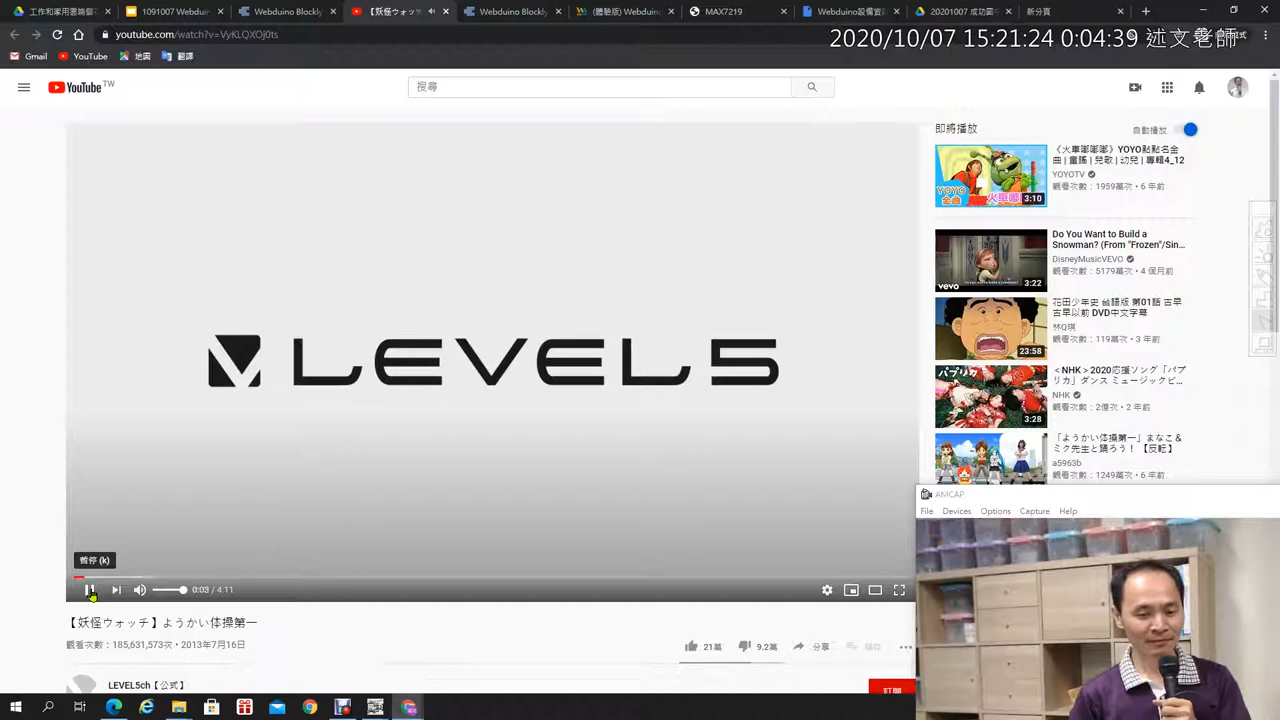 工作和家用雲端硬
1091007 Webduin
Webduino Blockly
【妖怪ウォッチ
Webduino Blockly
(體驗版) Webduin
MAX7219
Webduino設備資
20201007 成功國
新分頁
youtube.com/watch?v=VyKLQXOj0ts
2020/10/07 15:21:24 0:04:39 述文老師
Gmail
YouTube
地圖
翻譯
YouTube TW
搜尋
即將播放
自動播放
《火車嘟嘟嘟》YOYO點點名金
曲 | 童謠 | 兒歌 | 幼兒 | 專輯4_12
YOYOTV
觀看次數：1959萬次・6 年前
YOYO
金曲
3:10
Do You Want to Build a
Snowman? (From "Frozen"/Sin...
DisneyMusicVEVO
觀看次數：5179萬次・4 個月前
vevo
3:22
花田少年史 台語版 第01話 古早
古早以前 DVD中文字幕
林Q琪
觀看次數：119萬次・3 年前
23:58
＜NHK＞2020応援ソング「パプ
リカ」ダンス ミュージックビ...
NHK
觀看次數：2億次・2 年前
パプリカ
3:28
「ようかい体操第一」まなこ＆
ミク先生と踊ろう！【反転】
a5963b
觀看次數：1249萬次・6 年前
LEVEL5
暫停 (k)
0:03 / 4:11
【妖怪ウォッチ】ようかい体操第一
觀看次數：185,631,573次・2013年7月16日
21萬
9.2萬
分享
儲存
LEVEL5ch【公式】
訂閱
AMCAP
File Devices Options Capture Help